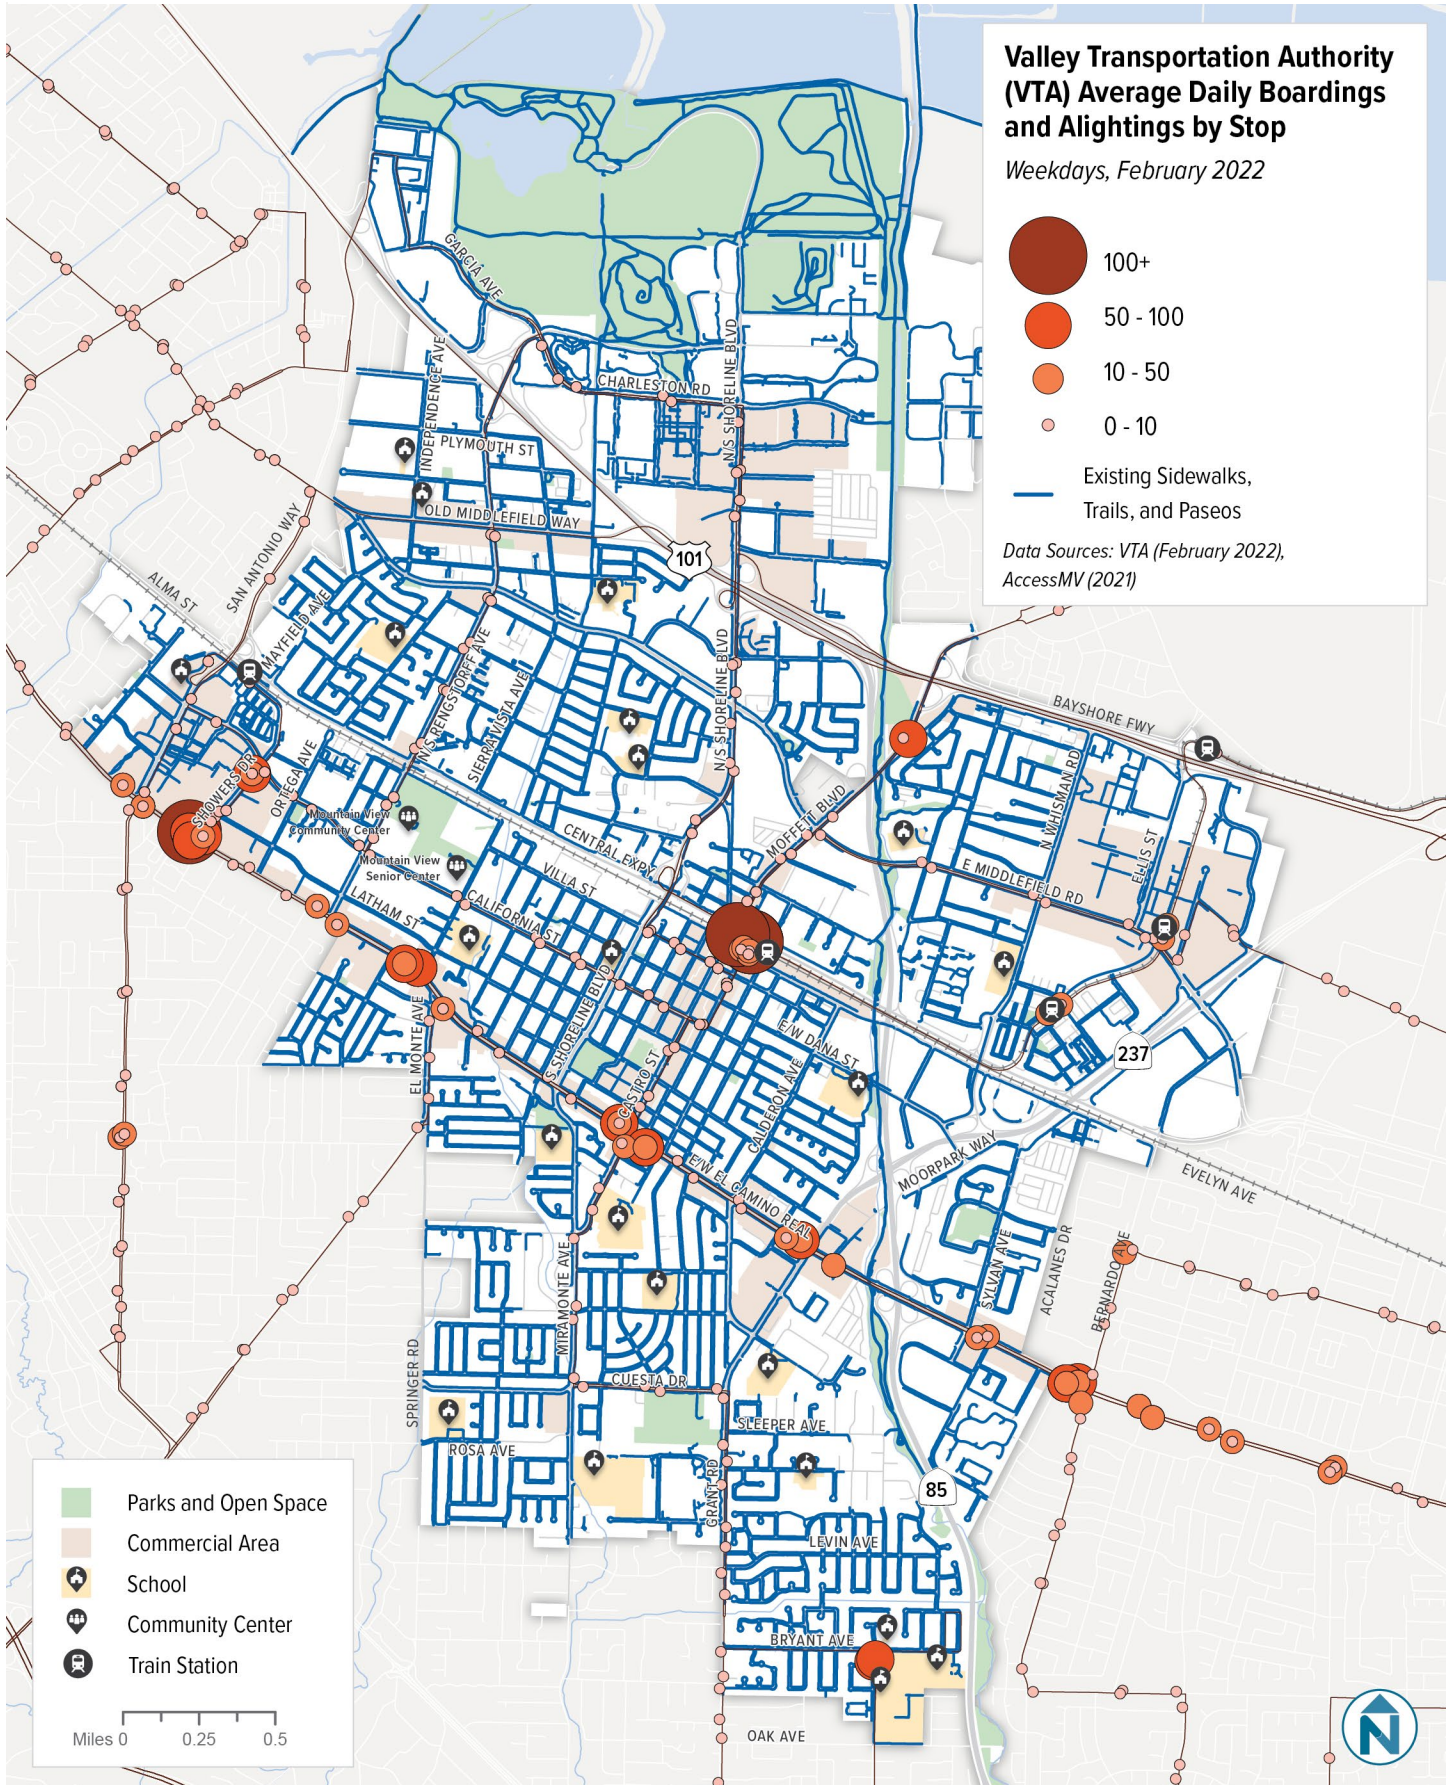 Valley Transportation Authority
(VTA) Average Daily Boardings
and Alightings by Stop
Weekdays, February 2022
100+
50 - 100
10 - 50
0 - 10
Existing Sidewalks,
Trails, and Paseos
Data Sources: VTA (February 2022),
AccessMV (2021)
GARCIA AVE
N/S SHORELINE BLVD
INDEPENDENCE AVE
CHARLESTON RD
PLYMOUTH ST
OLD MIDDLEFIELD WAY
101
SAN ANTONIO WAY
ALMA ST
MAYFIELD AVE
N/S RENGSTORFF AVE
SIERRA VISTA AVE
N/S SHORELINE BLVD
BAYSHORE FWY
N WHISMAN RD
SHOWERS DR
ORTEGA AVE
Mountain View
Community Center
Mountain View
Senior Center
CENTRAL EXPY
MOFFETT BLVD
E MIDDLEFIELD RD
ELLIS ST
VILLA ST
LATHAM ST
CALIFORNIA ST
S SHORELINE BLVD
EL MONTE AVE
E/W DANA ST
237
CASTRO ST
CALDERON AVE
MOORPARK WAY
E/W EL CAMINO REAL
EVELYN AVE
SYLVAN AVE
ACALANES DR
BERNARDO AVE
MIRAMONTE AVE
SPRINGER RD
CUESTA DR
SLEEPER AVE
ROSA AVE
GRANT RD
85
LEVIN AVE
BRYANT AVE
OAK AVE
Parks and Open Space
Commercial Area
School
Community Center
Train Station
Miles 0 0.25 0.5
N